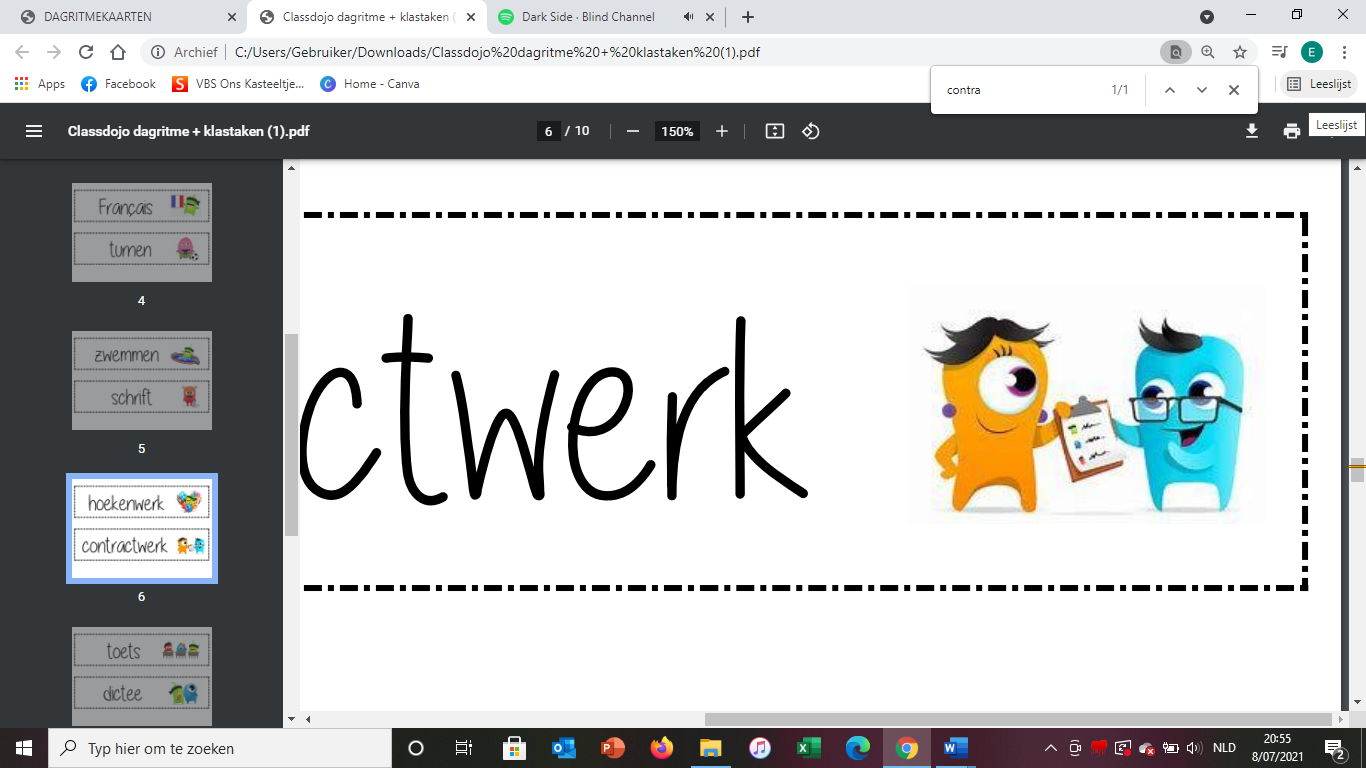 DAGRITMEKAARTEN
Classdojo dagritme + klastaken (
Dark Side · Blind Channel
Archief
C:/Users/Gebruiker/Downloads/Classdojo%20dagritme%20+%20klastaken%20(1).pdf
E
Apps
Facebook
S
VBS Ons Kasteeltje...
C
Home - Canva
contra
1/1
Leeslijst
Classdojo dagritme + klastaken (1).pdf
6 / 10
150%
Leeslijst
Français
turnen
4
zwemmen
schrift
5
hoekenwerk
contractwerk
6
toets
dictee
ctwerk
Typ hier om te zoeken
NLD
20:55
8/07/2021
2